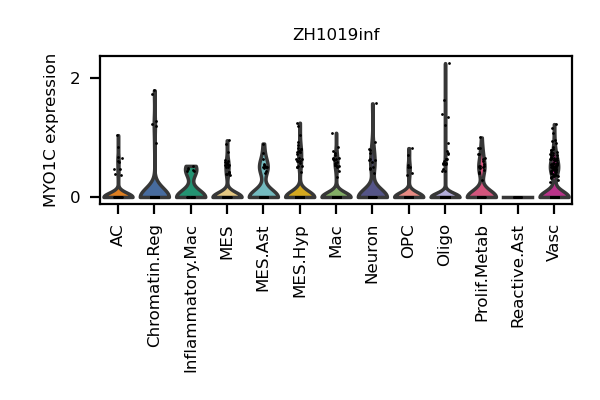 ZH1019inf
MYO1C expression
2
0
AC
Chromatin.Reg
Inflammatory.Mac
MES
MES.Ast
MES.Hyp
Mac
Neuron
OPC
Oligo
Prolif.Metab
Reactive.Ast
Vasc